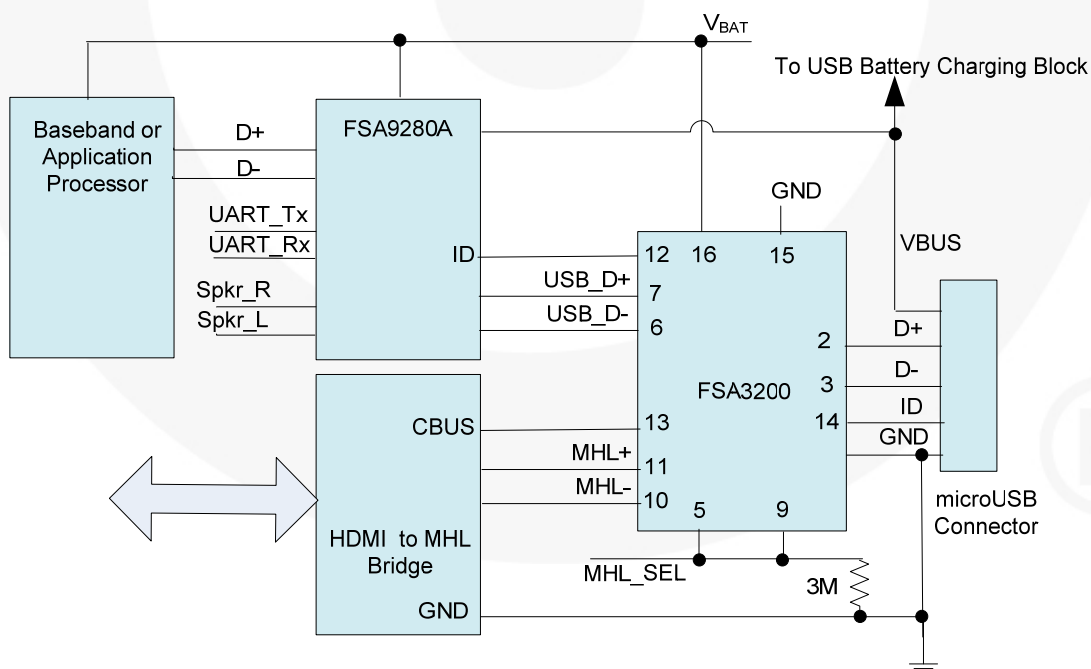 VBAT
To USB Battery Charging Block
Baseband or
Application
Processor
D+
D-
FSA9280A
UART_Tx
UART_Rx
Spkr_R
Spkr_L
ID
USB_D+
USB_D-
GND
12
16
15
7
6
2
3
14
FSA3200
13
11
10
5
9
VBUS
D+
D-
ID
GND
microUSB
Connector
CBUS
MHL+
MHL-
HDMI to MHL
Bridge
GND
MHL_SEL
3M